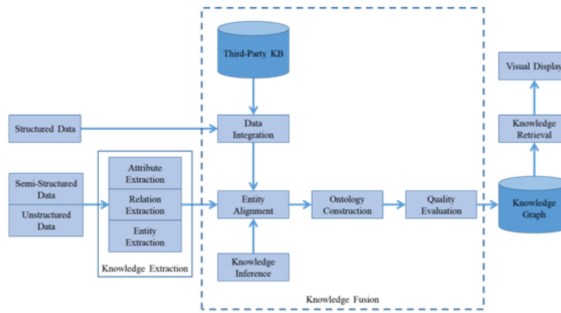 Third-Party KB
Visual Display
Structured Data
Data
Integration
Knowledge
Retrieval
Semi-Structured
Data
Unstructured
Data
Attribute
Extraction
Relation
Extraction
Entity
Extraction
Knowledge Extraction
Entity
Alignment
Ontology
Construction
Quality
Evaluation
Knowledge
Graph
Knowledge
Inference
Knowledge Fusion